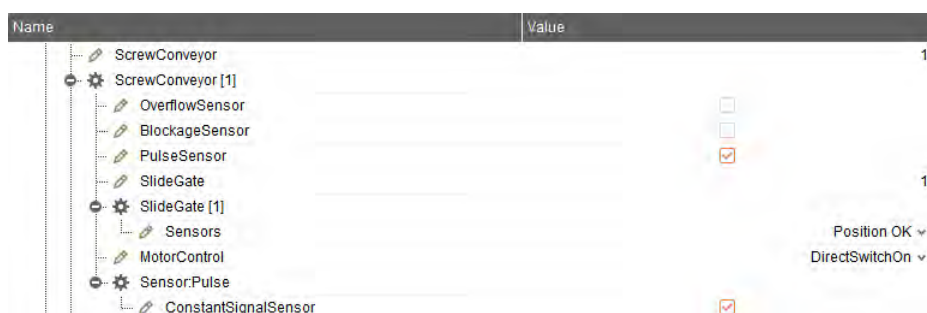 Name Value
ScrewConveyor 1
ScrewConveyor [1]
OverflowSensor
BlockageSensor
PulseSensor
SlideGate 1
SlideGate [1]
Sensors Position OK
MotorControl DirectSwitchOn
Sensor:Pulse
ConstantSignalSensor